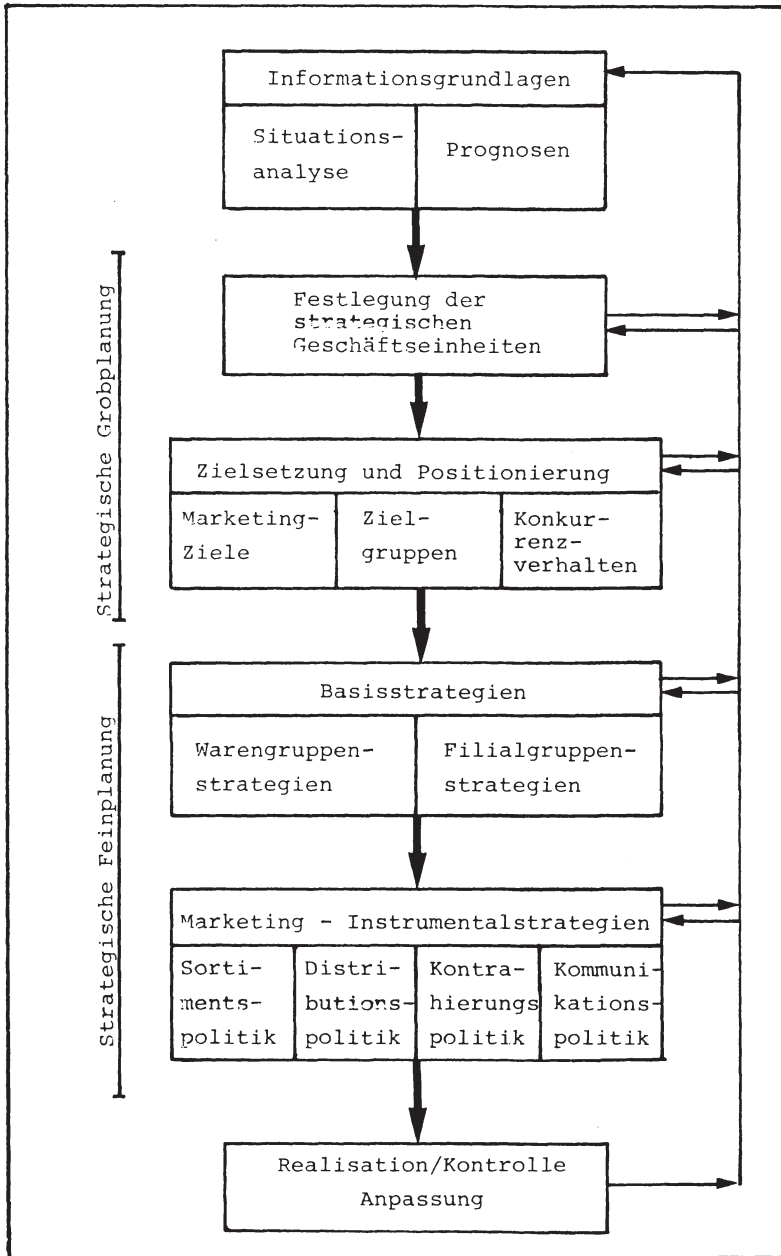 Informationsgrundlagen
Situations-
analyse
Prognosen
Strategische Grobplanung
Festlegung der
strategischen
Geschäftseinheiten
Zielsetzung und Positionierung
Marketing-
Ziele
Ziel-
gruppen
Konkur-
renz-
verhalten
Strategische Feinplanung
Basisstrategien
Warengruppen-
strategien
Filialgruppen-
strategien
Marketing - Instrumentalstrategien
Sorti-
ments-
politik
Distri-
butions-
politik
Kontra-
hierungs
politik
Kommuni-
kations-
politik
Realisation/Kontrolle
Anpassung